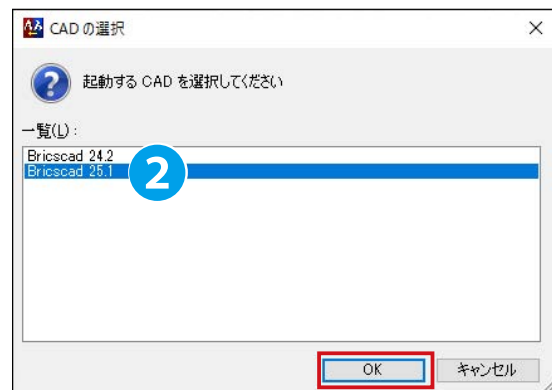 CAD の選択
起動する CAD を選択してください
一覧(L):
Bricscad 24.2
Bricscad 25.1
2
OK
キャンセル